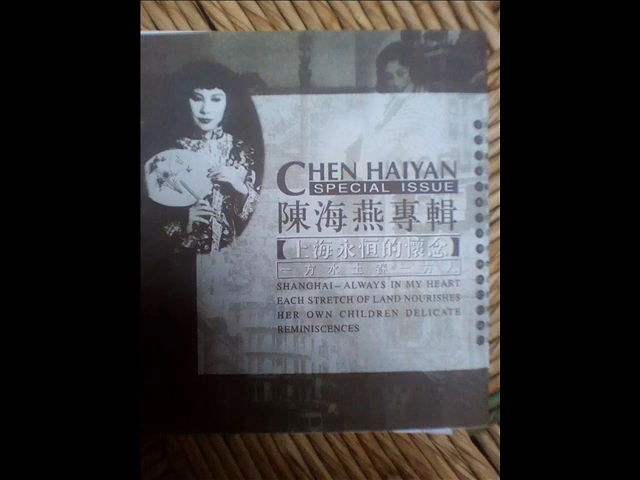 CHEN HAIYAN
SPECIAL ISSUE
陳海燕專輯
【上海永恒的懷念】
一方水土養一方人
SHANGHAI – ALWAYS IN MY HEART
EACH STRETCH OF LAND NOURISHES
HER OWN CHILDREN DELICATE
REMINISCENCES